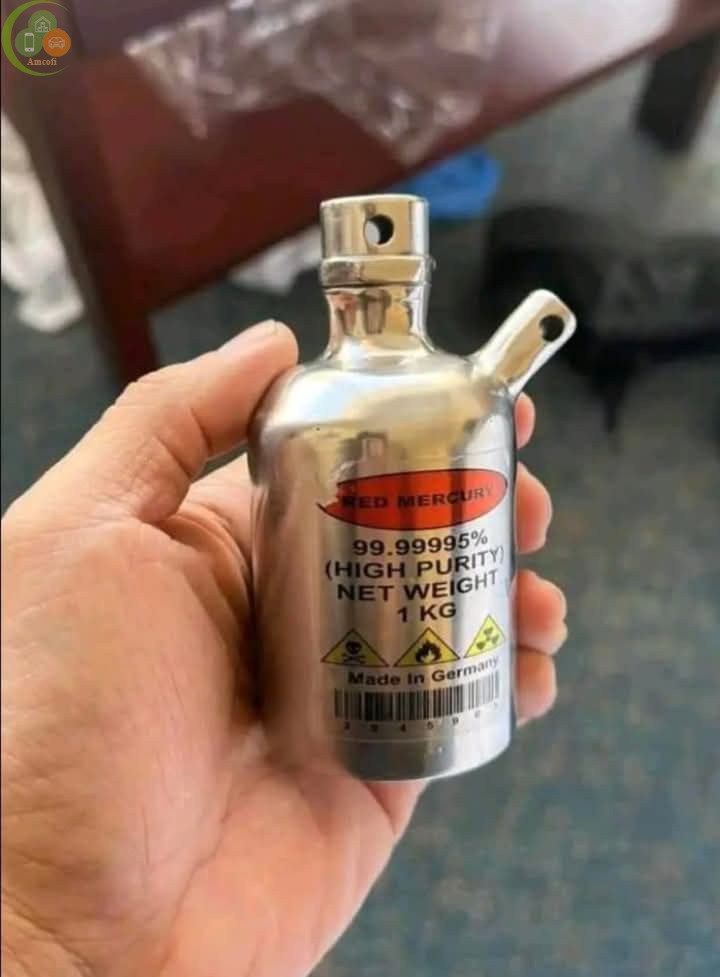 Amcofi
RED MERCURY
99.99995%
(HIGH PURITY)
NET WEIGHT
1 KG
Made In Germany